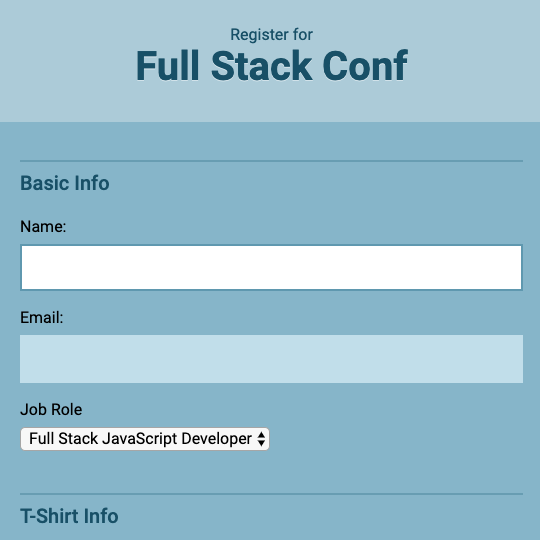 Register for
Full Stack Conf
Basic Info
Name:
Email:
Job Role
Full Stack JavaScript Developer
T-Shirt Info